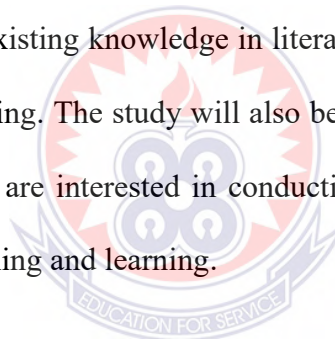 xisting knowledge in litera
ing. The study will also be
are interested in conducti
ning and learning.
EDUCATION FOR SERVICE